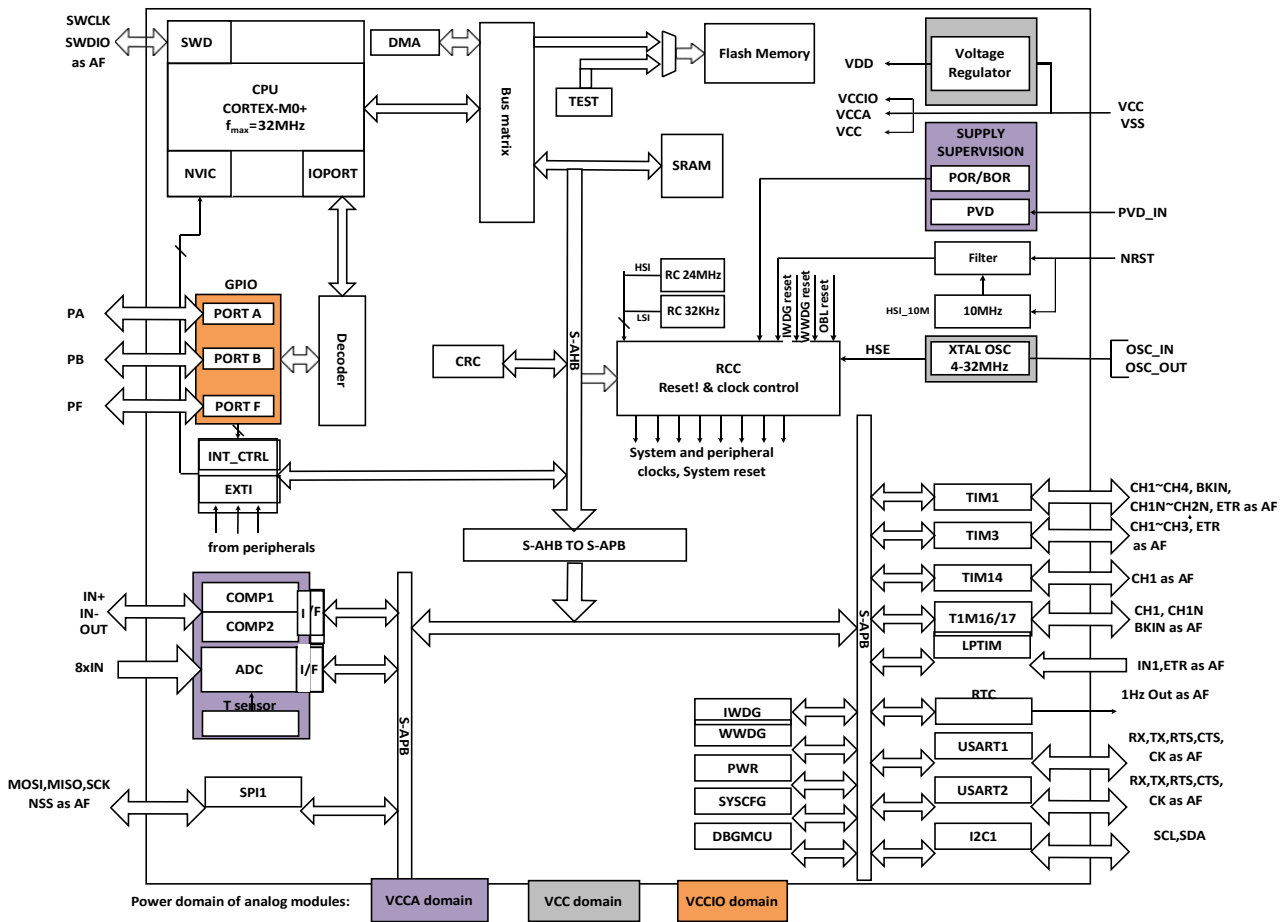 SWCLK
SWDIO
as AF
SWD
CPU
CORTEX-M0+
fmax=32MHz
NVIC
IOPORT
DMA
Bus matrix
TEST
Flash Memory
SRAM
VDD
Voltage
Regulator
VCCIO
VCCA
VCC
VCC
VSS
SUPPLY
SUPERVISION
POR/BOR
PVD
PVD_IN
Filter
NRST
HSI_10M
10MHz
HSI
RC 24MHz
LSI
RC 32KHz
IWDG reset
WWDG reset
OBL reset
HSE
XTAL OSC
4-32MHz
OSC_IN
OSC_OUT
RCC
Reset! & clock control
System and peripheral
clocks, System reset
GPIO
PA
PORT A
PB
PORT B
PF
PORT F
Decoder
CRC
S-AHB
INT_CTRL
EXTI
from peripherals
S-AHB TO S-APB
IN+
IN-
OUT
COMP1
COMP2
I/F
8xIN
ADC
I/F
T sensor
S-APB
MOSI,MISO,SCK
NSS as AF
SPI1
S-APB
TIM1
CH1~CH4, BKIN,
CH1N~CH2N, ETR as AF
TIM3
CH1~CH3, ETR
as AF
TIM14
CH1 as AF
T1M16/17
CH1, CH1N
BKIN as AF
LPTIM
IN1,ETR as AF
RTC
1Hz Out as AF
IWDG
WWDG
PWR
SYSCFG
DBGMCU
USART1
RX,TX,RTS,CTS,
CK as AF
USART2
RX,TX,RTS,CTS,
CK as AF
I2C1
SCL,SDA
Power domain of analog modules:
VCCA domain
VCC domain
VCCIO domain